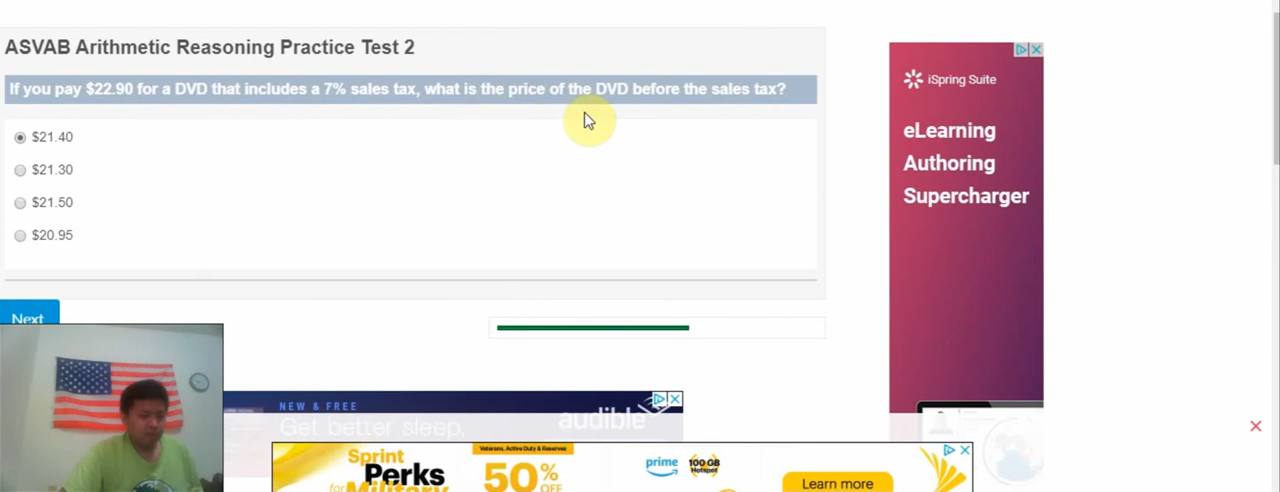 ASVAB Arithmetic Reasoning Practice Test 2
If you pay $22.90 for a DVD that includes a 7% sales tax, what is the price of the DVD before the sales tax?
$21.40
$21.30
$21.50
$20.95
Next
iSpring Suite
eLearning
Authoring
Supercharger
NEW & FREE
Get better sleep.
audible
Sprint
Perks
for Military
Veterans, Active Duty & Reserves
50%
OFF
prime
100 GB
Hotspot
Learn more